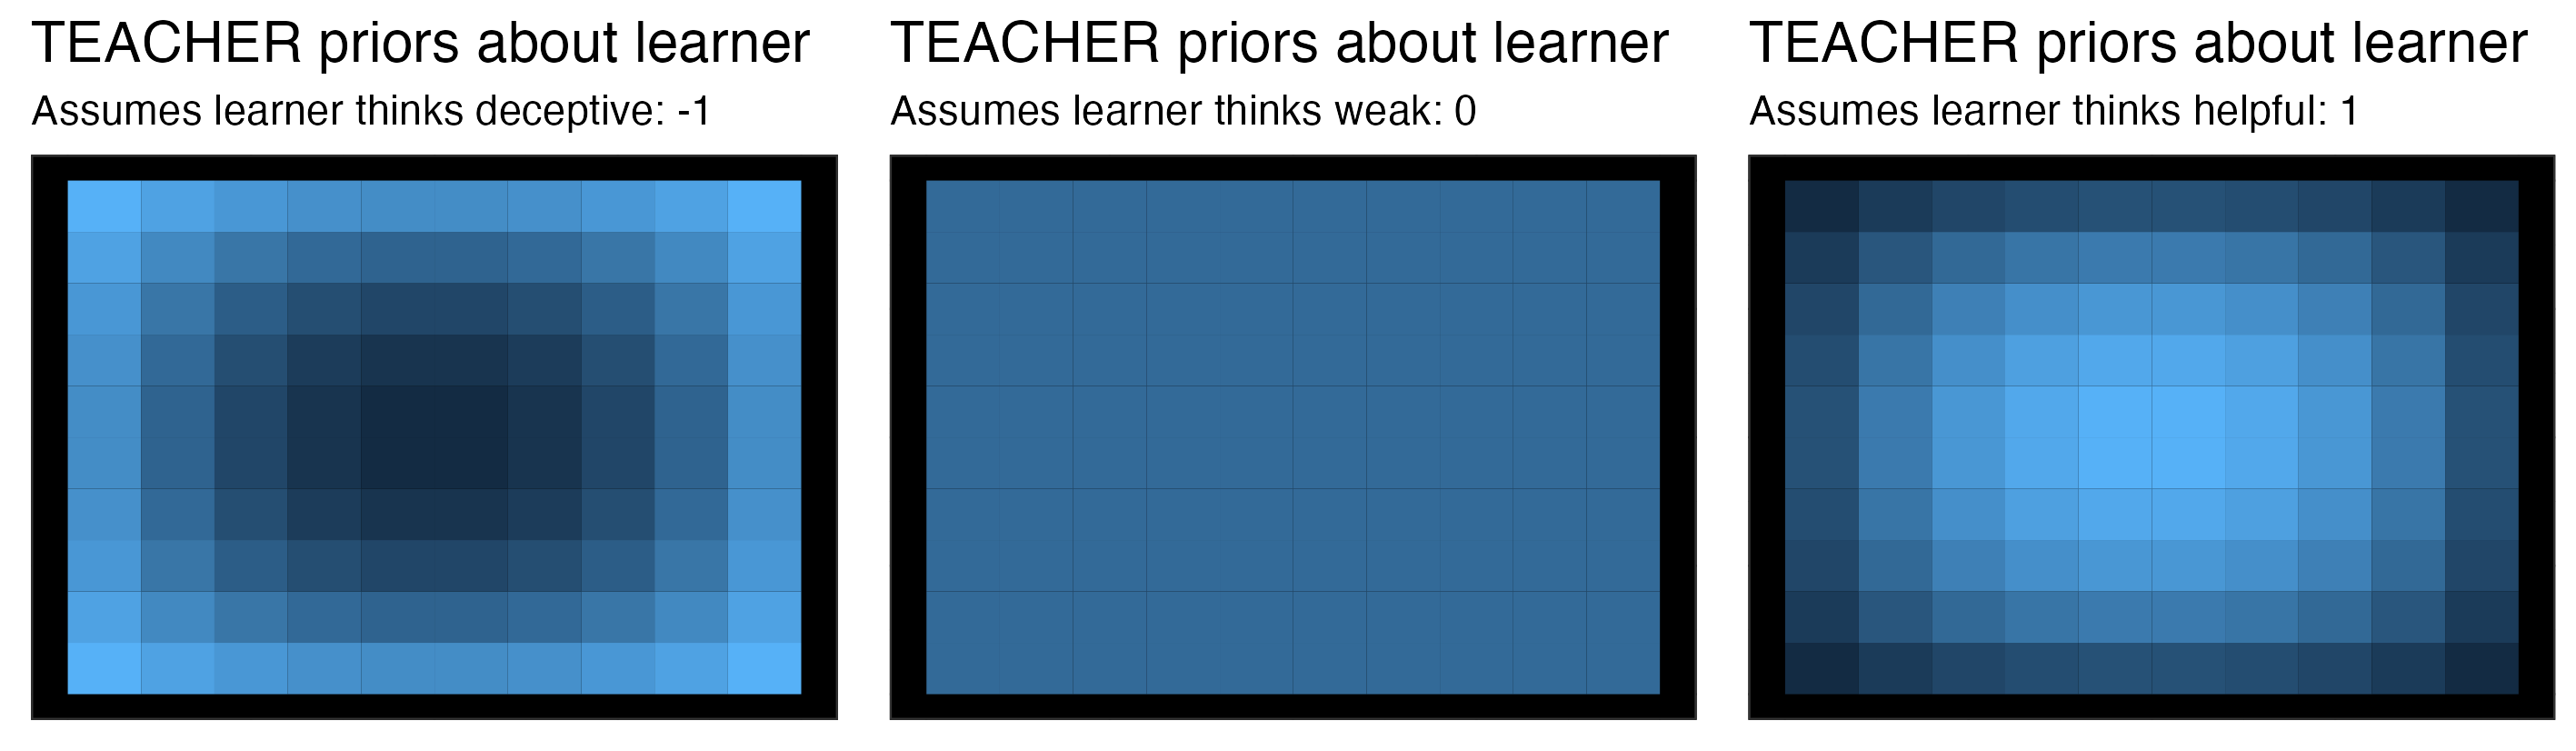 TEACHER priors about learner
Assumes learner thinks deceptive: -1
TEACHER priors about learner
Assumes learner thinks weak: 0
TEACHER priors about learner
Assumes learner thinks helpful: 1